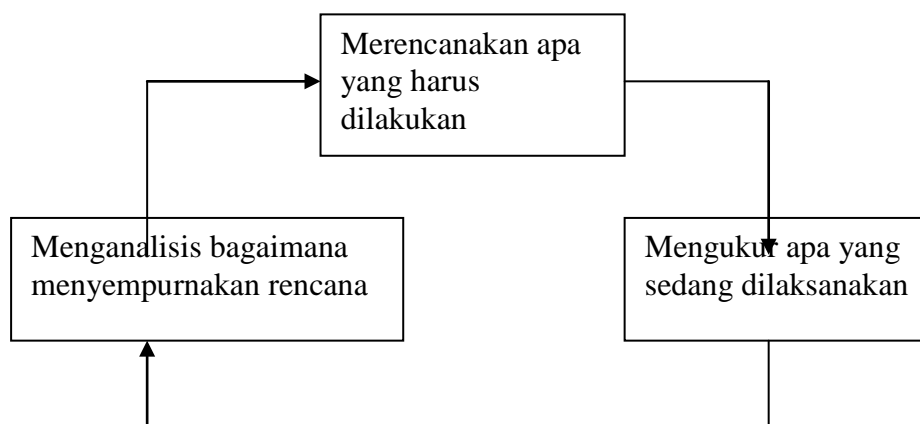 Merencanakan apa
yang harus
dilakukan
Menganalisis bagaimana
menyempurnakan rencana
Mengukur apa yang
sedang dilaksanakan